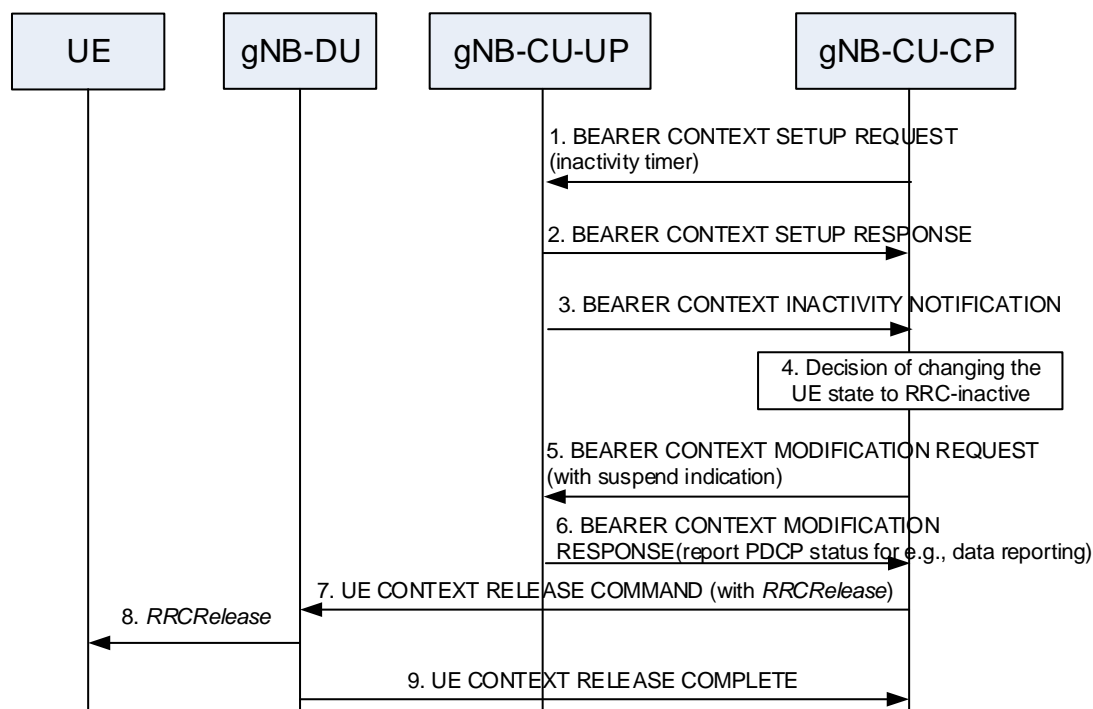 UE
gNB-DU
gNB-CU-UP
gNB-CU-CP
1. BEARER CONTEXT SETUP REQUEST
(inactivity timer)
2. BEARER CONTEXT SETUP RESPONSE
3. BEARER CONTEXT INACTIVITY NOTIFICATION
4. Decision of changing the
UE state to RRC-inactive
5. BEARER CONTEXT MODIFICATION REQUEST
(with suspend indication)
6. BEARER CONTEXT MODIFICATION
RESPONSE(report PDCP status for e.g., data reporting)
7. UE CONTEXT RELEASE COMMAND (with RRCRelease)
8. RRCRelease
9. UE CONTEXT RELEASE COMPLETE